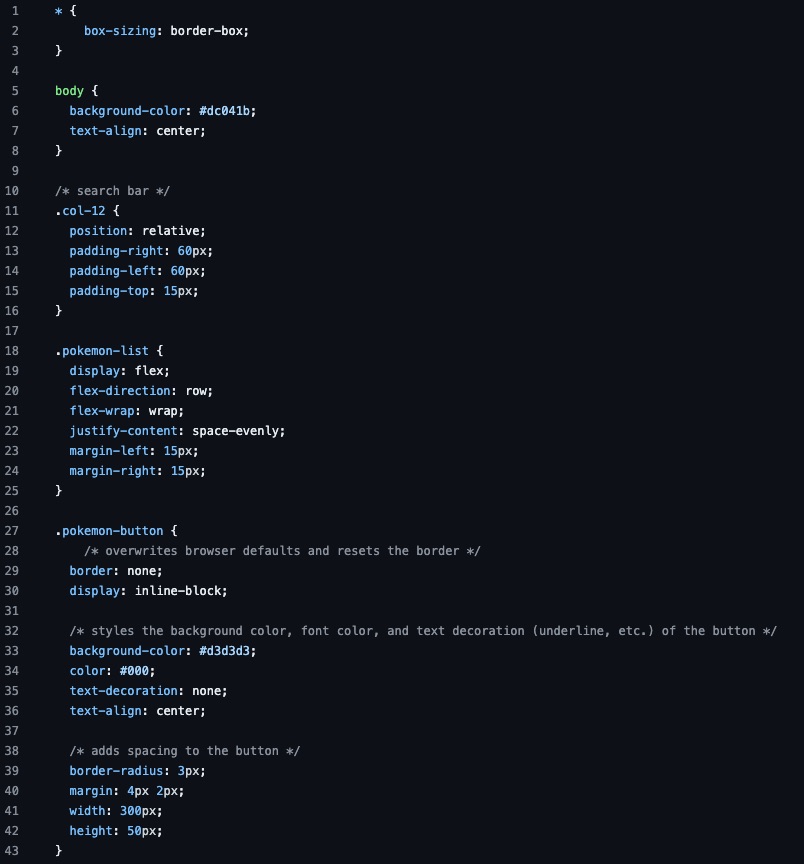 1 * {
2 box-sizing: border-box;
3 }
4
5 body {
6 background-color: #dc041b;
7 text-align: center;
8 }
9
10 /* search bar */
11 .col-12 {
12 position: relative;
13 padding-right: 60px;
14 padding-left: 60px;
15 padding-top: 15px;
16 }
17
18 .pokemon-list {
19 display: flex;
20 flex-direction: row;
21 flex-wrap: wrap;
22 justify-content: space-evenly;
23 margin-left: 15px;
24 margin-right: 15px;
25 }
26
27 .pokemon-button {
28 /* overwrites browser defaults and resets the border */
29 border: none;
30 display: inline-block;
31
32 /* styles the background color, font color, and text decoration (underline, etc.) of the button */
33 background-color: #d3d3d3;
34 color: #000;
35 text-decoration: none;
36 text-align: center;
37
38 /* adds spacing to the button */
39 border-radius: 3px;
40 margin: 4px 2px;
41 width: 300px;
42 height: 50px;
43 }